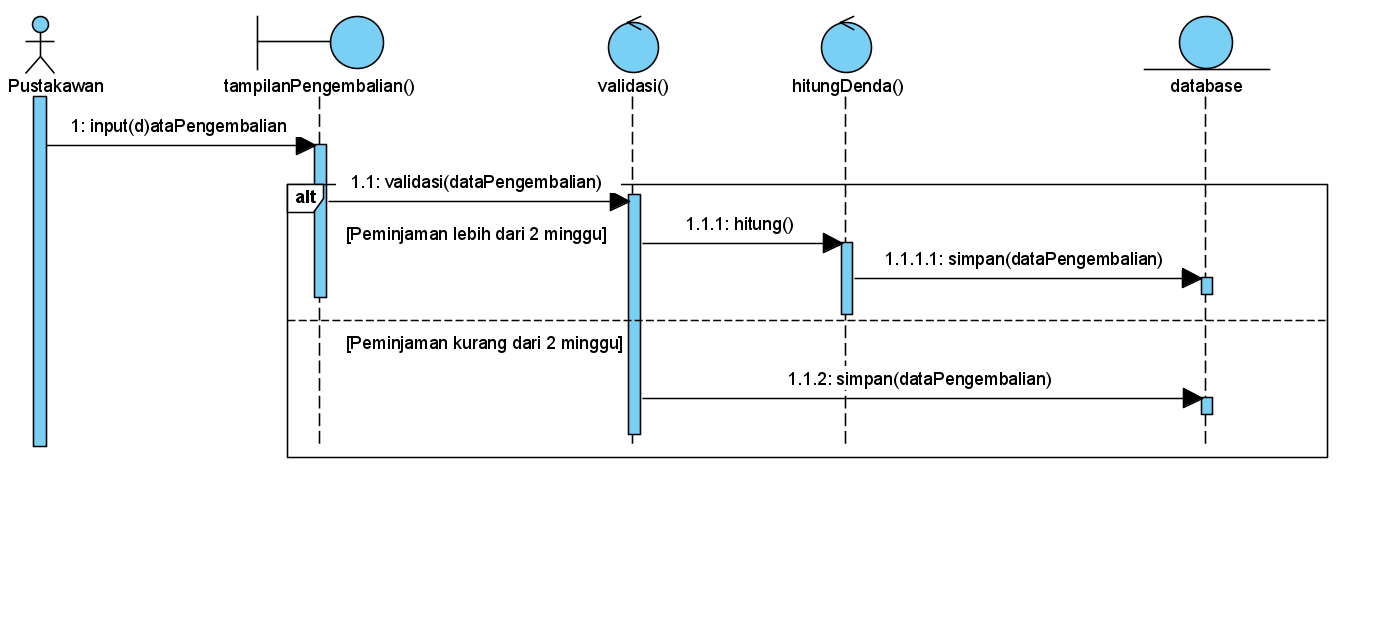 Pustakawan
tampilanPengembalian()
validasi()
hitungDenda()
database
1: input(d)ataPengembalian
alt
1.1: validasi(dataPengembalian)
1.1.1: hitung()
[Peminjaman lebih dari 2 minggu]
1.1.1.1: simpan(dataPengembalian)
[Peminjaman kurang dari 2 minggu]
1.1.2: simpan(dataPengembalian)